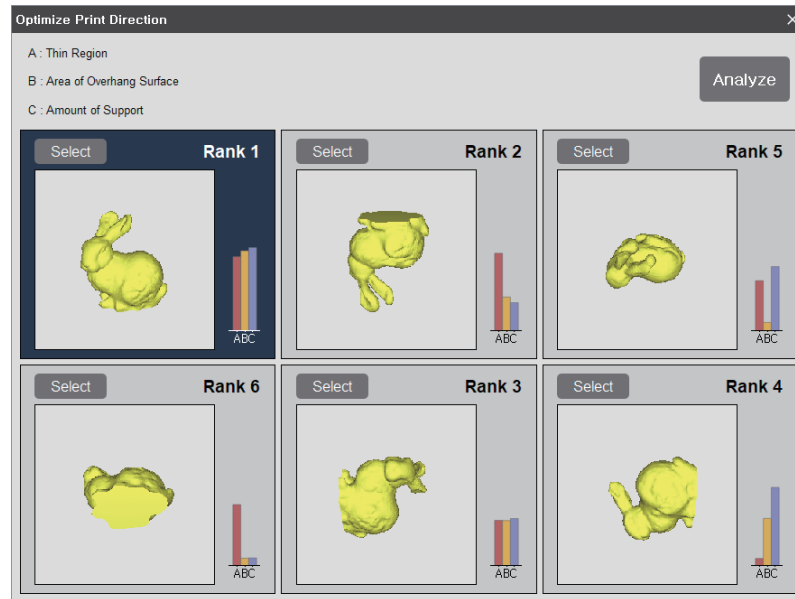 Optimize Print Direction
A : Thin Region
B : Area of Overhang Surface
C : Amount of Support
Analyze
Select Rank 1
ABC
Select Rank 2
ABC
Select Rank 5
ABC
Select Rank 6
ABC
Select Rank 3
ABC
Select Rank 4
ABC